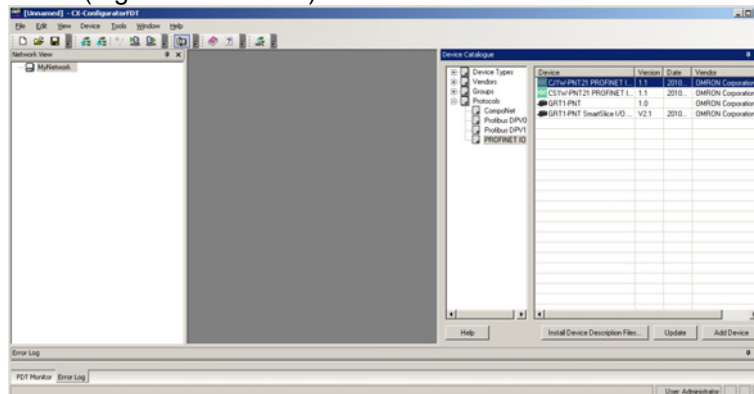 [Unnamed] - CX-ConfiguratorFDT
File Edit View Device Tools Window Help
Network View
MyNetwork
Device Catalogue
Device Types
Vendors
Groups
Protocols
CompoNet
Profibus DPV0
Profibus DPV1
PROFINET IO
Device Version Date Vendor
CJ1W-PNT21 PROFINET I... 1.1 2010... OMRON Corporation
CS1W-PNT21 PROFINET I... 1.1 2010... OMRON Corporation
GRT1-PNT 1.0 OMRON Corporation
GRT1-PNT SmartSlice I/O ... V2.1 2010... OMRON Corporation
Help Install Device Description Files... Update Add Device
Error Log
FDT Monitor Error Log
User: Administrator